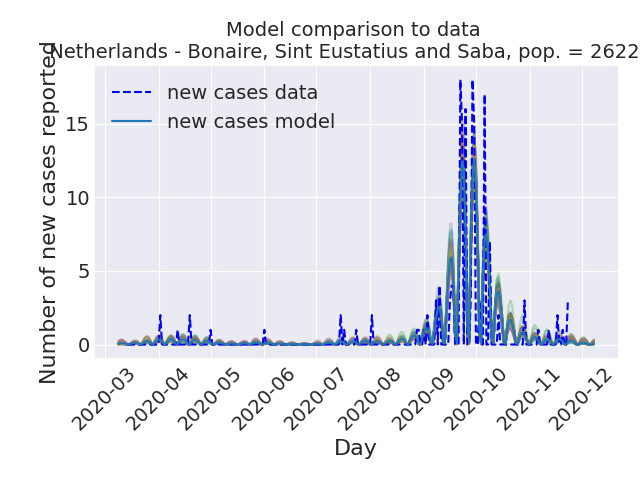 Model comparison to data
Netherlands - Bonaire, Sint Eustatius and Saba, pop. = 2622
new cases data
new cases model
Number of new cases reported
15
10
5
0
2020-03
2020-04
2020-05
2020-06
2020-07
2020-08
2020-09
2020-10
2020-11
2020-12
Day